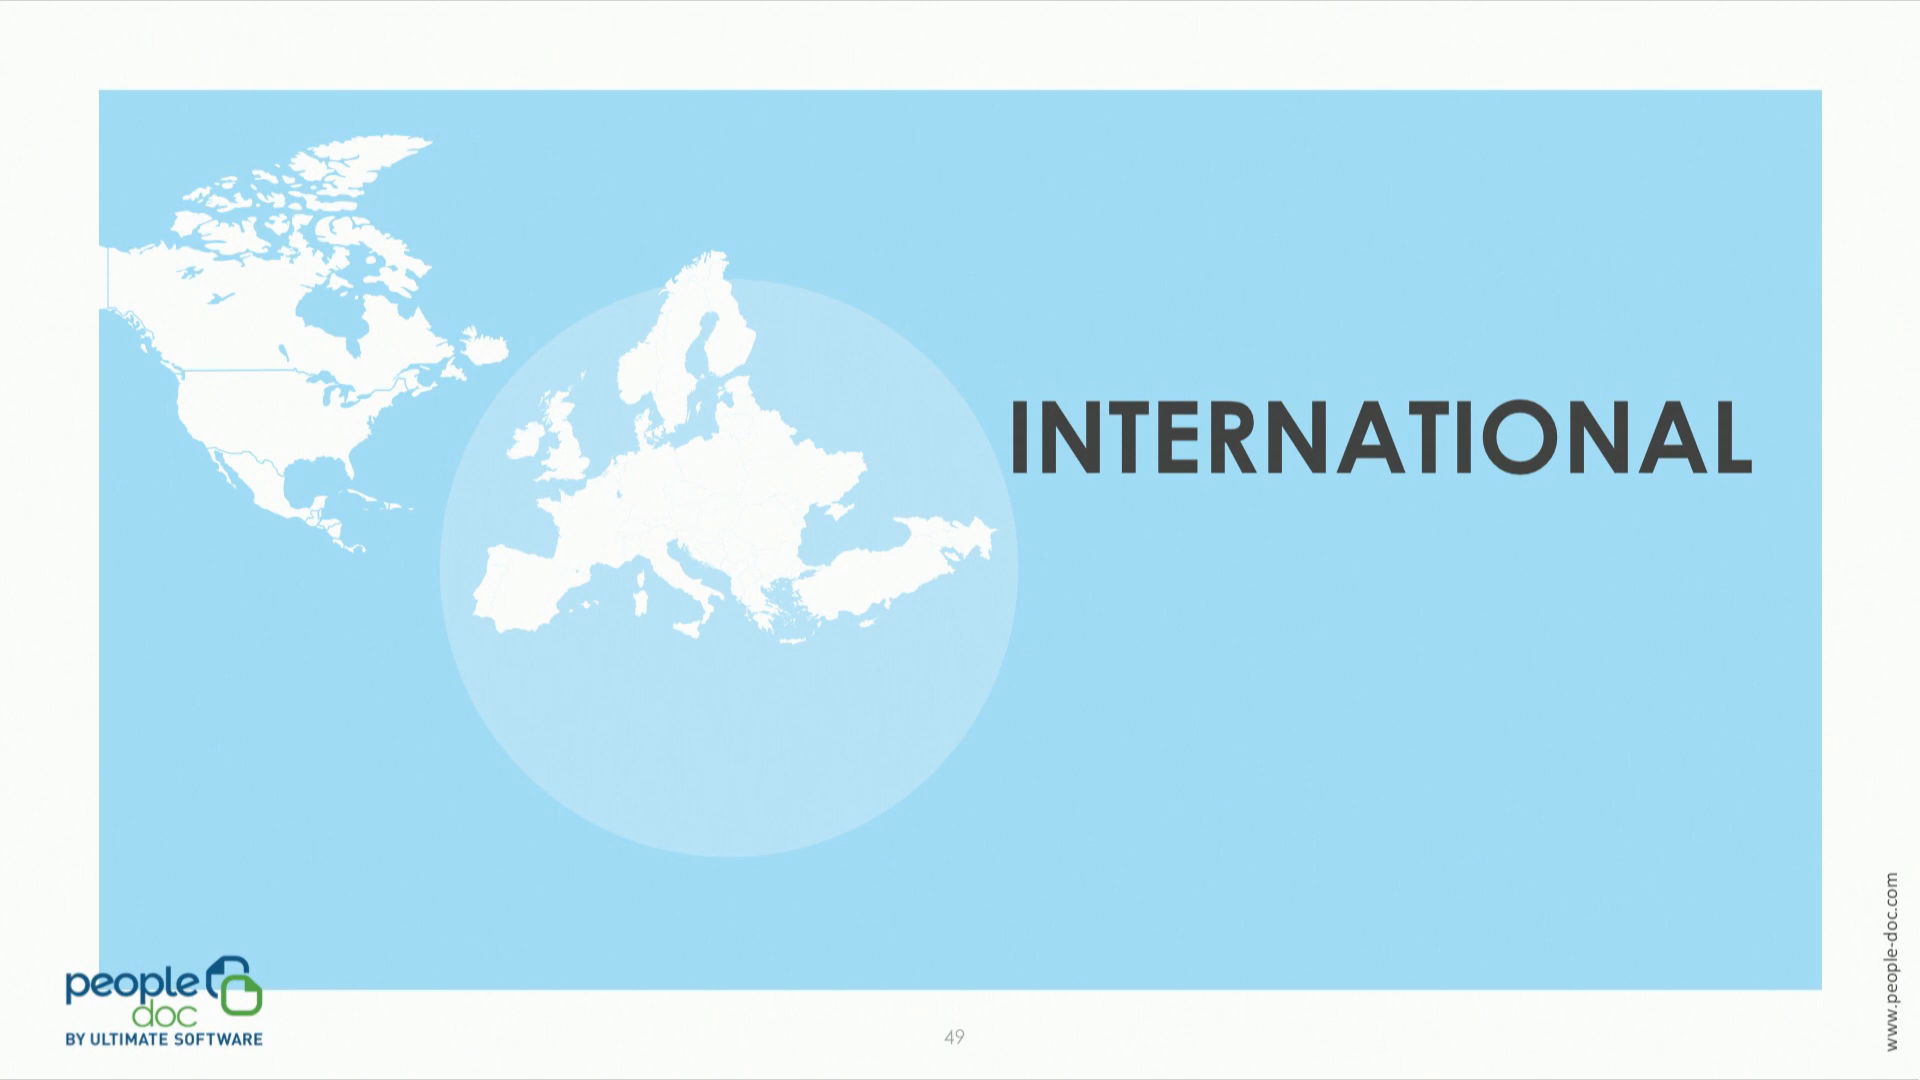 INTERNATIONAL
people
doc
BY ULTIMATE SOFTWARE
49
www.people-doc.com